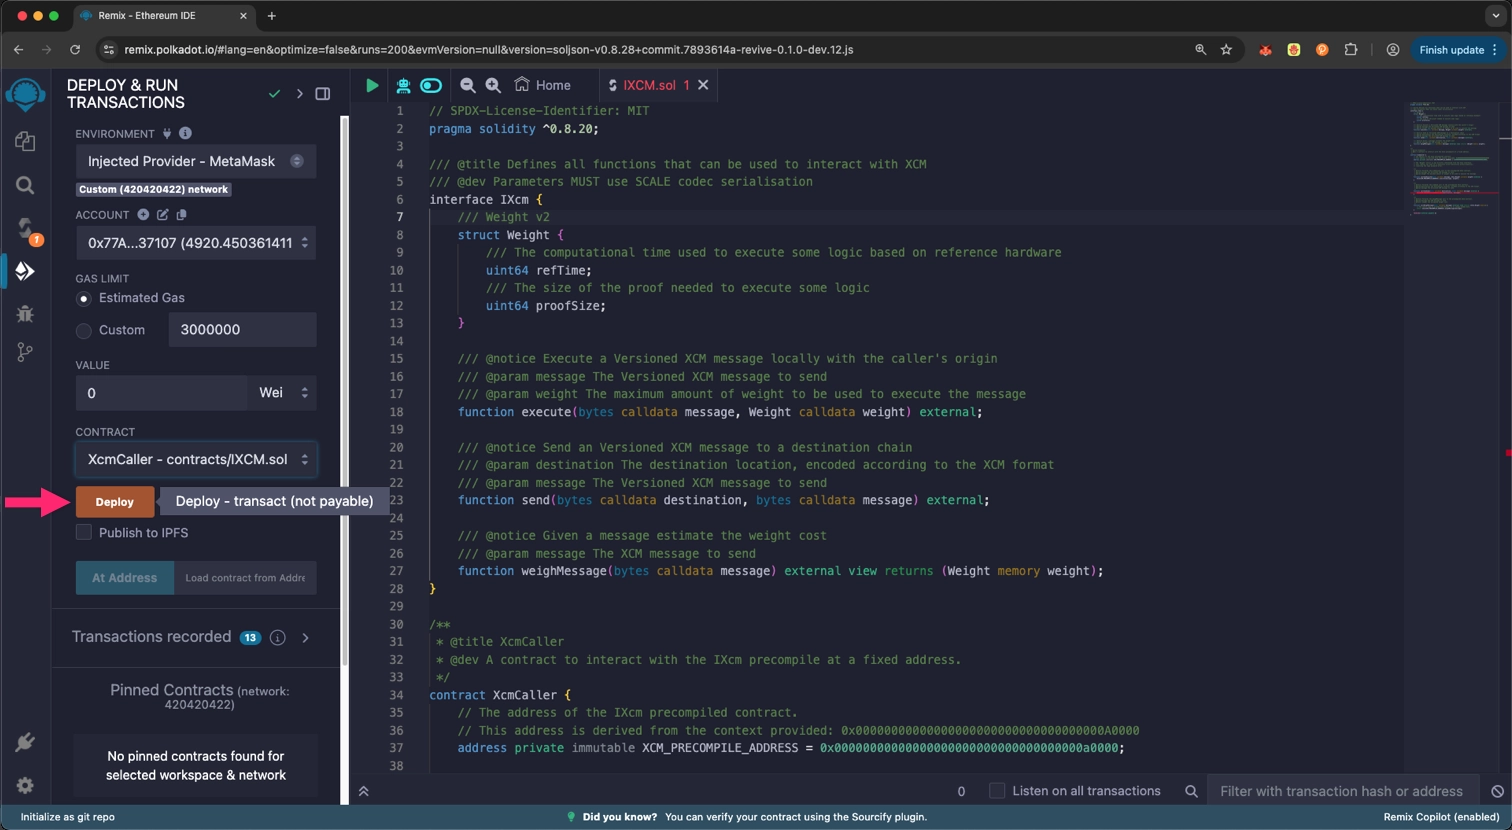 Remix - Ethereum IDE
remix.polkadot.io/#lang=en&optimize=false&runs=200&evmVersion=null&version=soljson-v0.8.28+commit.7893614a-revive-0.1.0-dev.12.js
Finish update
DEPLOY & RUN
TRANSACTIONS
Home
IXCM.sol 1
ENVIRONMENT
Injected Provider - MetaMask
Custom (420420422) network
ACCOUNT
0x77A...37107 (4920.450361411
GAS LIMIT
Estimated Gas
Custom
3000000
VALUE
0
Wei
CONTRACT
XcmCaller - contracts/IXCM.sol
Deploy
Deploy - transact (not payable)
Publish to IPFS
At Address
Load contract from Addre
Transactions recorded 13
Pinned Contracts (network:
420420422)
No pinned contracts found for
selected workspace & network
1
1 // SPDX-License-Identifier: MIT
2 pragma solidity ^0.8.20;
3
4 /// @title Defines all functions that can be used to interact with XCM
5 /// @dev Parameters MUST use SCALE codec serialisation
6 interface IXcm {
7 /// Weight v2
8 struct Weight {
9 /// The computational time used to execute some logic based on reference hardware
10 uint64 refTime;
11 /// The size of the proof needed to execute some logic
12 uint64 proofSize;
13 }
14
15 /// @notice Execute a Versioned XCM message locally with the caller's origin
16 /// @param message The Versioned XCM message to send
17 /// @param weight The maximum amount of weight to be used to execute the message
18 function execute(bytes calldata message, Weight calldata weight) external;
19
20 /// @notice Send an Versioned XCM message to a destination chain
21 /// @param destination The destination location, encoded according to the XCM format
22 /// @param message The Versioned XCM message to send
23 function send(bytes calldata destination, bytes calldata message) external;
24
25 /// @notice Given a message estimate the weight cost
26 /// @param message The XCM message to send
27 function weighMessage(bytes calldata message) external view returns (Weight memory weight);
28 }
29
30 /**
31 * @title XcmCaller
32 * @dev A contract to interact with the IXcm precompile at a fixed address.
33 */
34 contract XcmCaller {
35 // The address of the IXcm precompiled contract.
36 // This address is derived from the context provided: 0x00000000000000000000000000000000000A0000
37 address private immutable XCM_PRECOMPILE_ADDRESS = 0x00000000000000000000000000000000000a0000;
38
0
Listen on all transactions
Filter with transaction hash or address
Initialize as git repo
Did you know? You can verify your contract using the Sourcify plugin.
Remix Copilot (enabled)